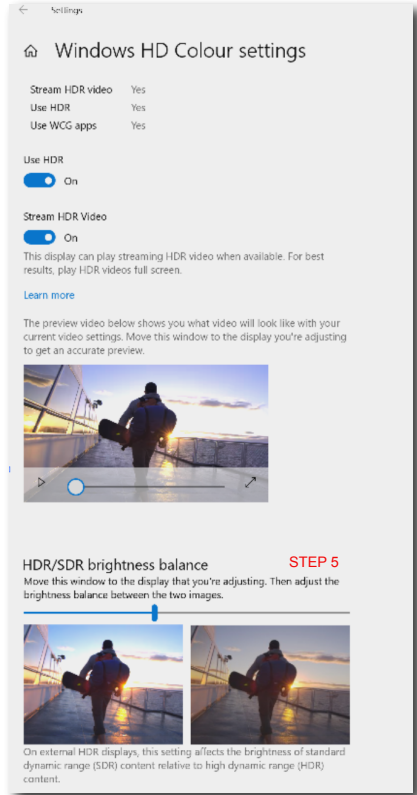 Settings
Windows HD Colour settings
Stream HDR video Yes
Use HDR Yes
Use WCG apps Yes
Use HDR
On
Stream HDR Video
On
This display can play streaming HDR video when available. For best
results, play HDR videos full screen.
Learn more
The preview video below shows you what video will look like with your
current video settings. Move this window to the display you're adjusting
to get an accurate preview.
HDR/SDR brightness balance STEP 5
Move this window to the display that you're adjusting. Then adjust the
brightness balance between the two images.
On external HDR displays, this setting affects the brightness of standard
dynamic range (SDR) content relative to high dynamic range (HDR)
content.